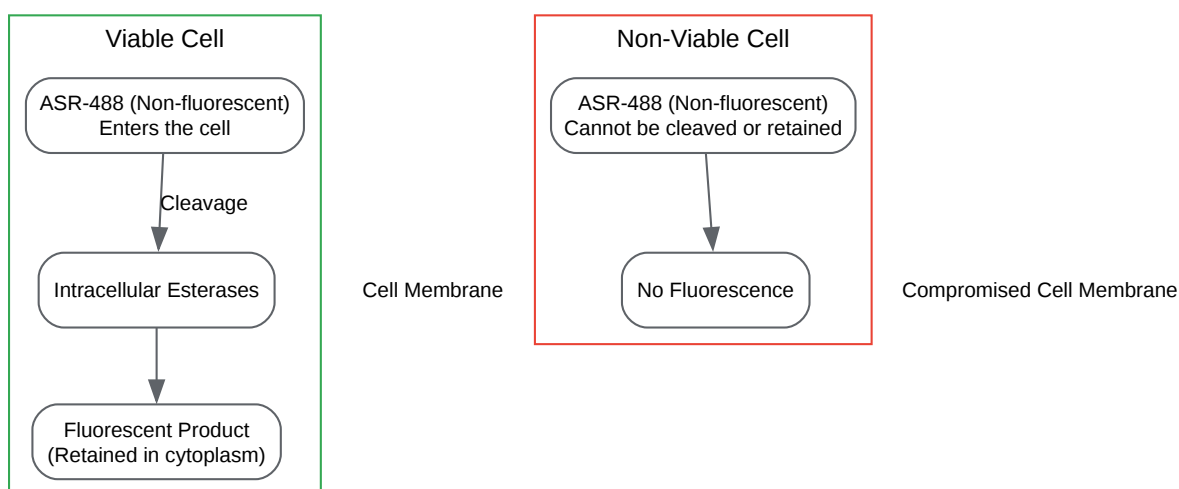 Viable Cell
ASR-488 (Non-fluorescent)
Enters the cell
Cleavage
Intracellular Esterases
Fluorescent Product
(Retained in cytoplasm)
Cell Membrane
Non-Viable Cell
ASR-488 (Non-fluorescent)
Cannot be cleaved or retained
No Fluorescence
Compromised Cell Membrane